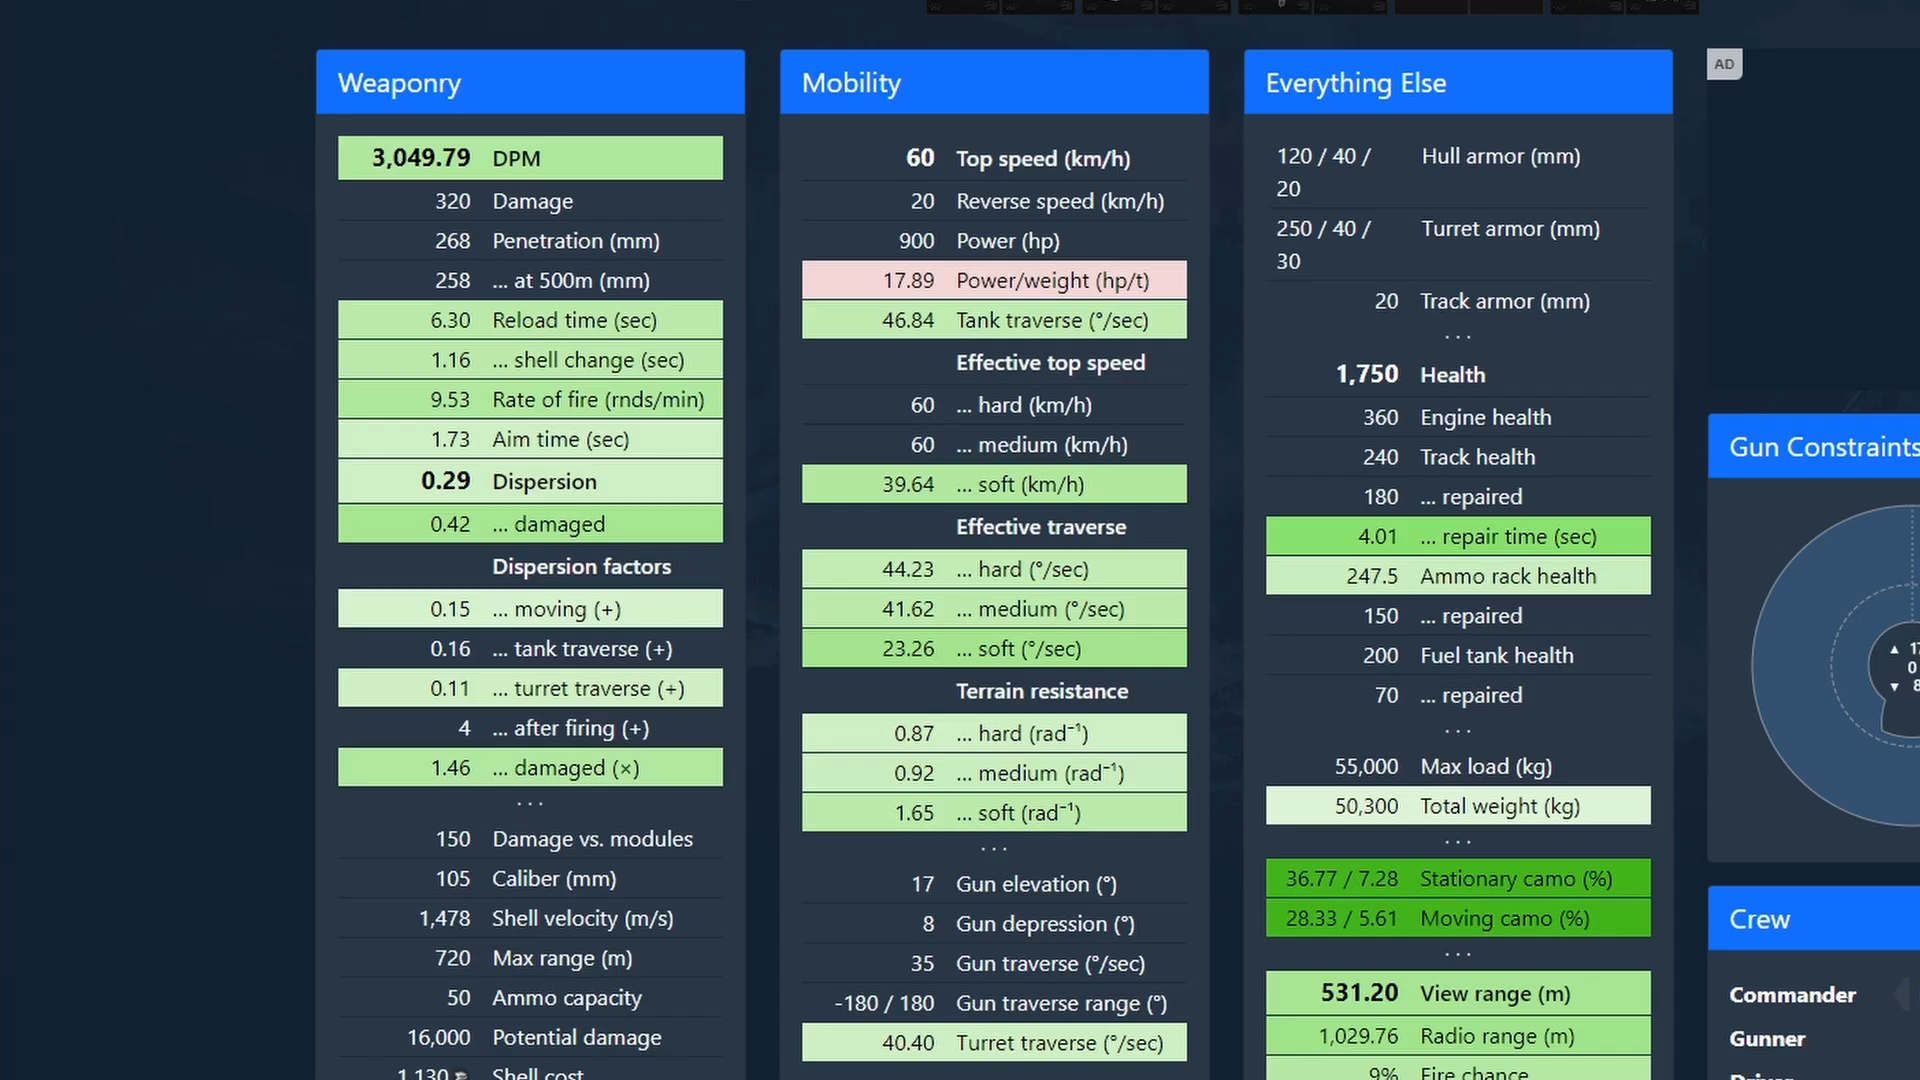 Weaponry
3,049.79 DPM
320 Damage
268 Penetration (mm)
258 ... at 500m (mm)
6.30 Reload time (sec)
1.16 ... shell change (sec)
9.53 Rate of fire (rnds/min)
1.73 Aim time (sec)
0.29 Dispersion
0.42 ... damaged
Dispersion factors
0.15 ... moving (+)
0.16 ... tank traverse (+)
0.11 ... turret traverse (+)
4 ... after firing (+)
1.46 ... damaged (×)
...
150 Damage vs. modules
105 Caliber (mm)
1,478 Shell velocity (m/s)
720 Max range (m)
50 Ammo capacity
16,000 Potential damage
1,130 Shell cost
Mobility
60 Top speed (km/h)
20 Reverse speed (km/h)
900 Power (hp)
17.89 Power/weight (hp/t)
46.84 Tank traverse (°/sec)
Effective top speed
60 ... hard (km/h)
60 ... medium (km/h)
39.64 ... soft (km/h)
Effective traverse
44.23 ... hard (°/sec)
41.62 ... medium (°/sec)
23.26 ... soft (°/sec)
Terrain resistance
0.87 ... hard (rad⁻¹)
0.92 ... medium (rad⁻¹)
1.65 ... soft (rad⁻¹)
...
17 Gun elevation (°)
8 Gun depression (°)
35 Gun traverse (°/sec)
-180 / 180 Gun traverse range (°)
40.40 Turret traverse (°/sec)
Everything Else
120 / 40 / Hull armor (mm)
20
250 / 40 / Turret armor (mm)
30
20 Track armor (mm)
...
1,750 Health
360 Engine health
240 Track health
180 ... repaired
4.01 ... repair time (sec)
247.5 Ammo rack health
150 ... repaired
200 Fuel tank health
70 ... repaired
...
55,000 Max load (kg)
50,300 Total weight (kg)
...
36.77 / 7.28 Stationary camo (%)
28.33 / 5.61 Moving camo (%)
...
531.20 View range (m)
1,029.76 Radio range (m)
9% Fire chance
AD
Gun Constraints
▲ 17
0
▼ 8
Crew
Commander
Gunner
Driver